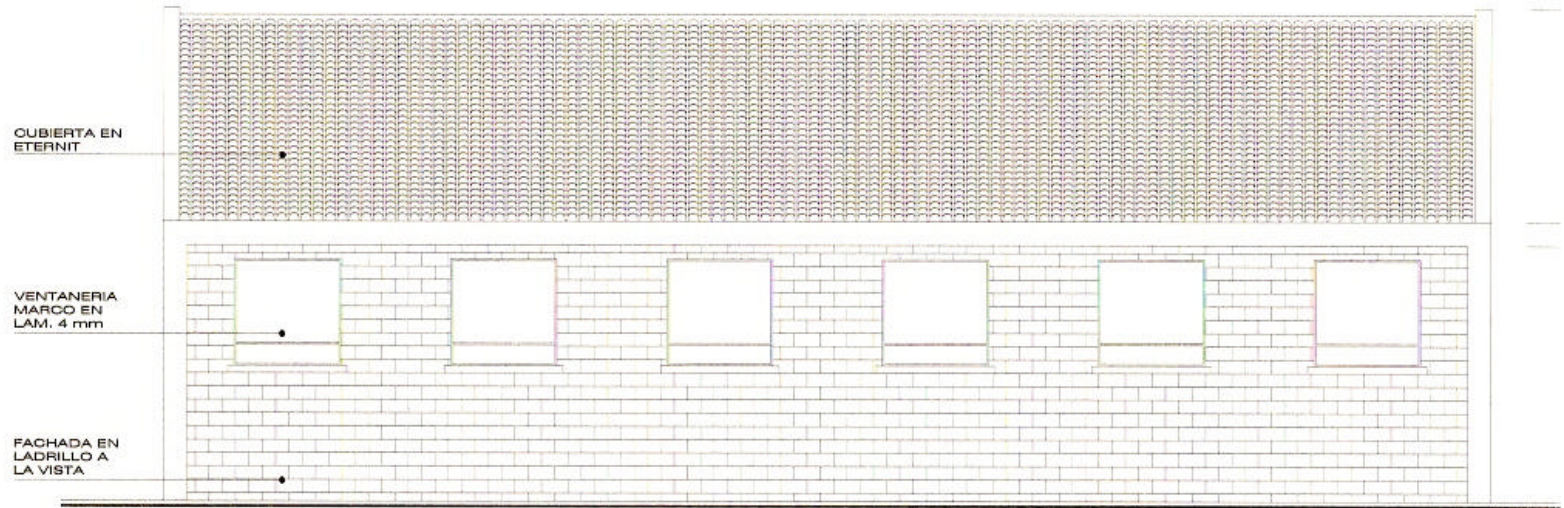 CUBIERTA EN
ETERNIT
VENTANERIA
MARCO EN
LAM. 4 mm
FACHADA EN
LADRILLO A
LA VISTA